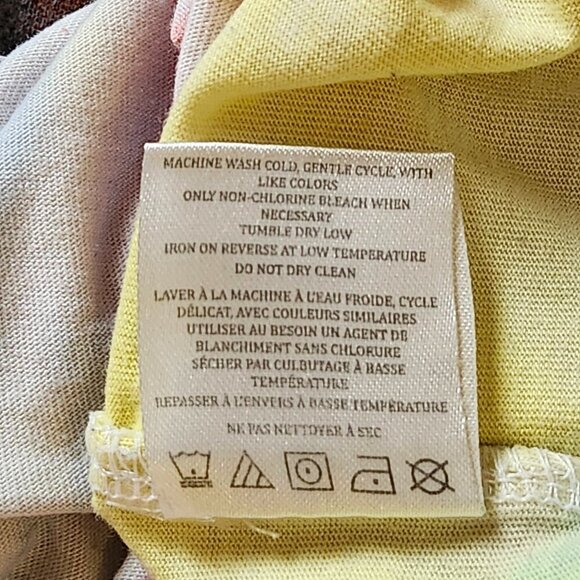 MACHINE WASH COLD, GENTLE CYCLE, WITH
LIKE COLORS
ONLY NON-CHLORINE BLEACH WHEN
NECESSARY
TUMBLE DRY LOW
IRON ON REVERSE AT LOW TEMPERATURE
DO NOT DRY CLEAN
LAVER À LA MACHINE À L'EAU FROIDE, CYCLE
DÉLICAT, AVEC COULEURS SIMILAIRES
UTILISER AU BESOIN UN AGENT DE
BLANCHIMENT SANS CHLORURE
SÉCHER PAR CULBUTAGE À BASSE
TEMPÉRATURE
REPASSER À L'ENVERS À BASSE TEMPÉRATURE
NE PAS NETTOYER À SEC